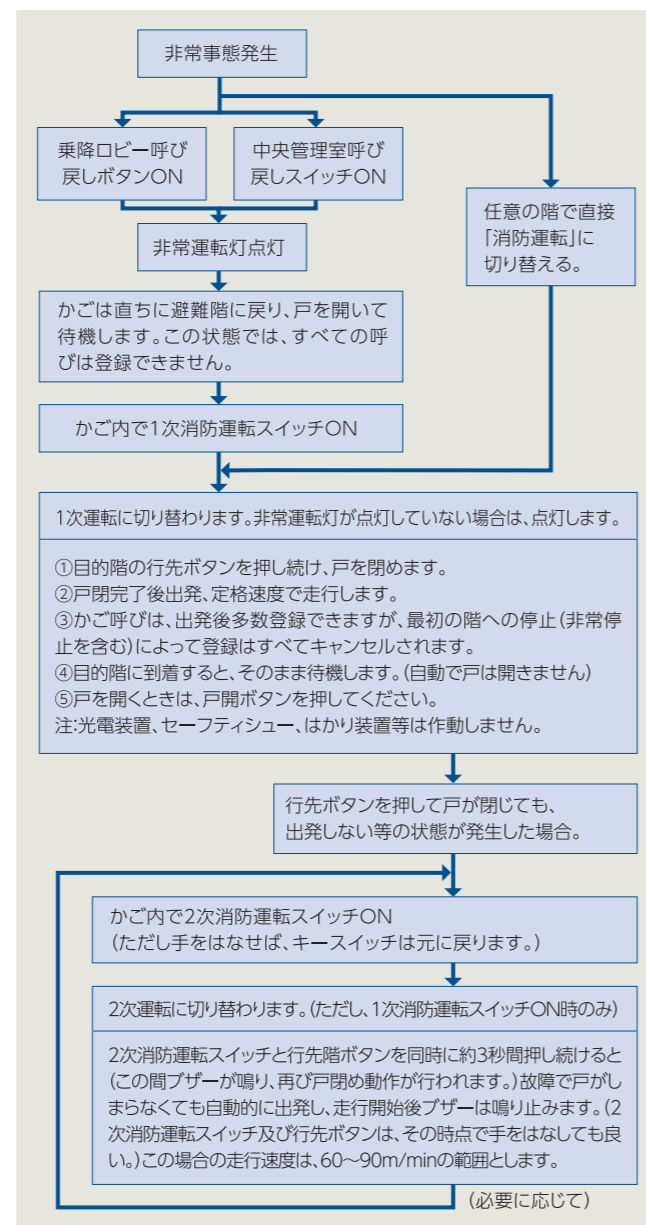 非常事態発生
乗降ロビー呼び
戻しボタンON
中央管理室呼び
戻しスイッチON
任意の階で直接
「消防運転」に
切り替える。
非常運転灯点灯
かごは直ちに避難階に戻り、戸を開いて
待機します。この状態では、すべての呼
びは登録できません。
かご内で1次消防運転スイッチON
1次運転に切り替わります。非常運転灯が点灯していない場合は、点灯します。
①目的階の行先ボタンを押し続け、戸を閉めます。
②戸閉完了後出発、定格速度で走行します。
③かご呼びは、出発後多数登録できますが、最初の階への停止(非常停
止を含む)によって登録はすべてキャンセルされます。
④目的階に到着すると、そのまま待機します。(自動で戸は開きません)
⑤戸を開くときは、戸開ボタンを押してください。
注:光電装置、セーフティシュー、はかり装置等は作動しません。
行先ボタンを押して戸が閉じても、
出発しない等の状態が発生した場合。
かご内で2次消防運転スイッチON
(ただし手をはなせば、キースイッチは元に戻ります。)
2次運転に切り替わります。(ただし、1次消防運転スイッチON時のみ)
2次消防運転スイッチと行先階ボタンを同時に約3秒間押し続けると
(この間ブザーが鳴り、再び戸閉め動作が行われます。)故障で戸がし
まらなくても自動的に出発し、走行開始後ブザーは鳴り止みます。(2
次消防運転スイッチ及び行先ボタンは、その時点で手をはなしても良
い。)この場合の走行速度は、60～90m/minの範囲とします。
(必要に応じて)